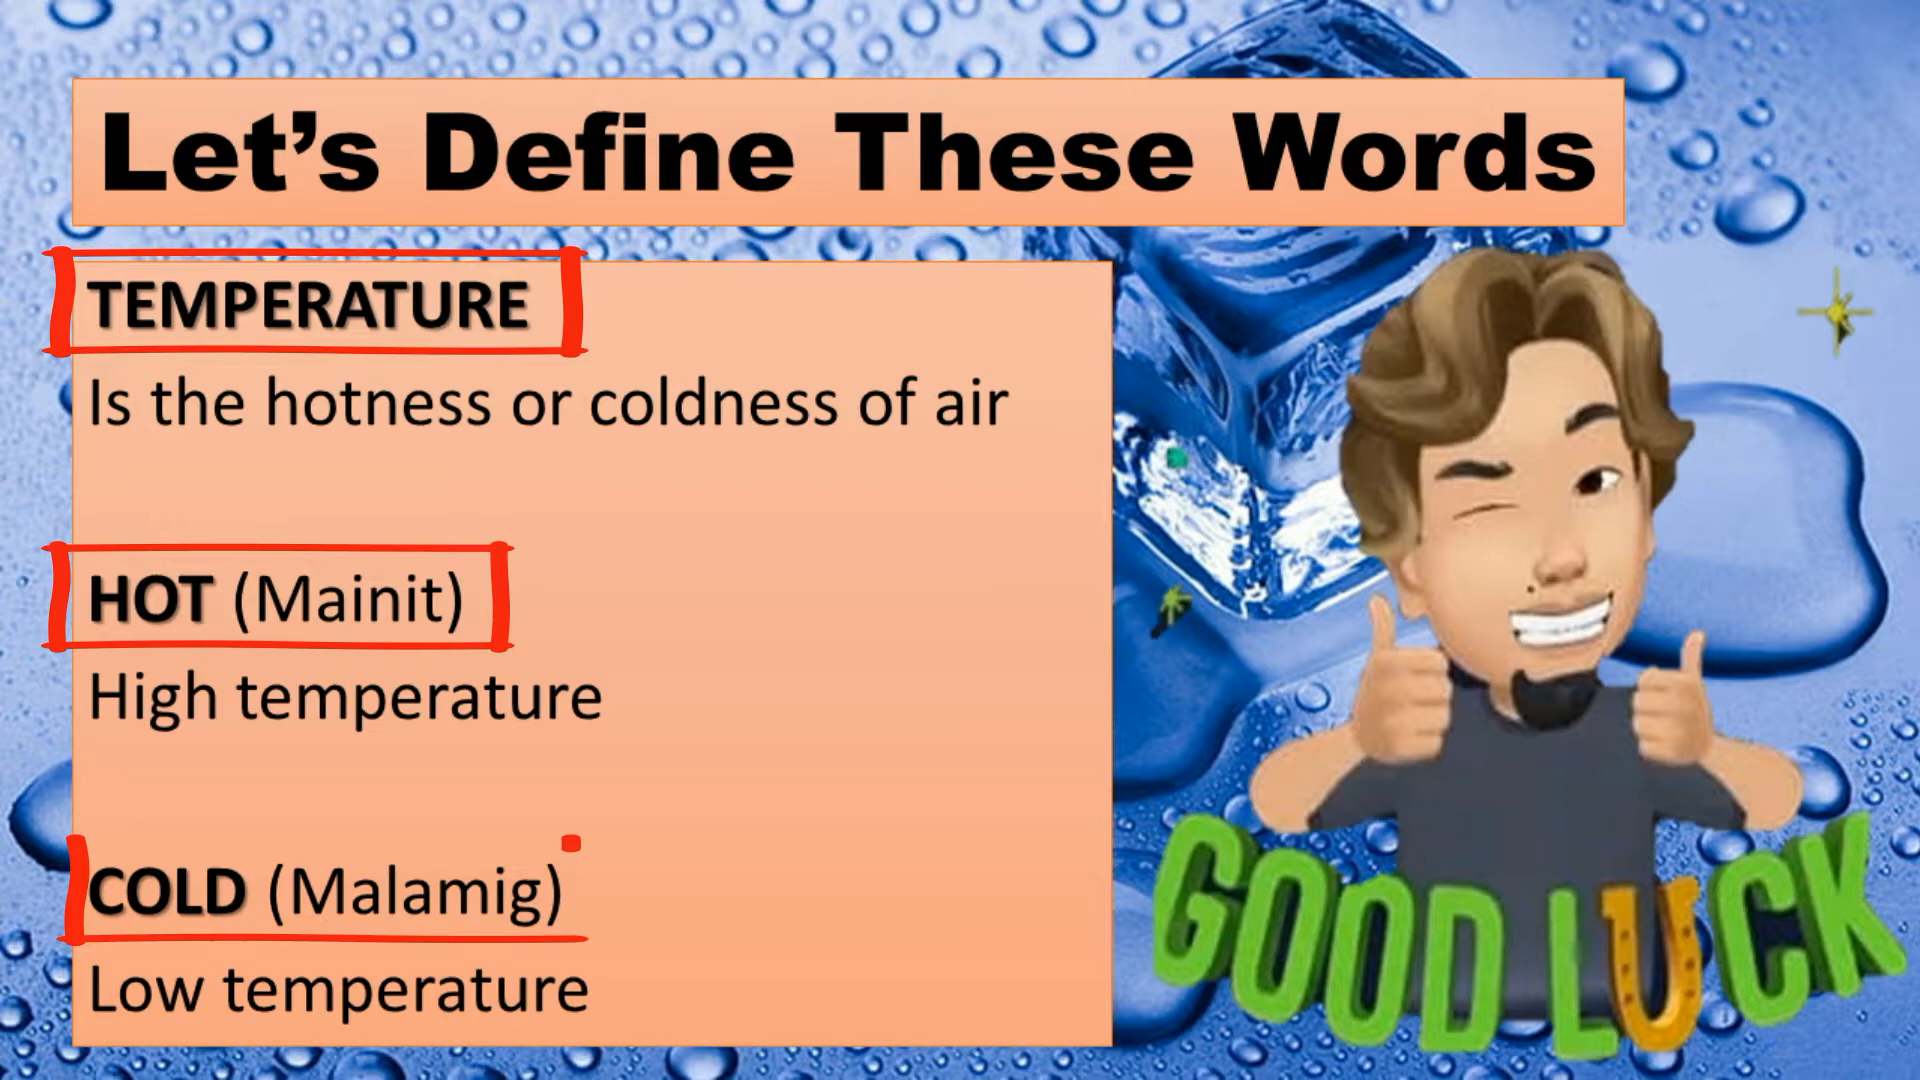 Let’s Define These Words
TEMPERATURE
Is the hotness or coldness of air
HOT (Mainit)
High temperature
COLD (Malamig)
Low temperature
GOOD LUCK